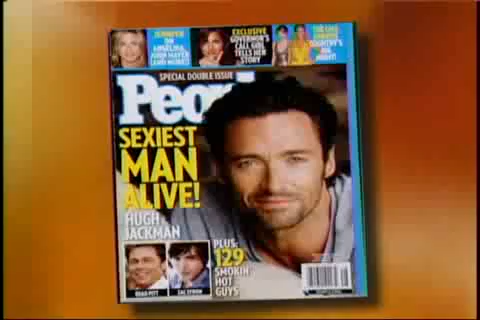 JENNIFER
ON
ANGELINA,
JOHN MAYER
(AND MORE!)
EXCLUSIVE
GOVERNOR'S
CALL GIRL
TELLS HER
STORY
THE CMA
AWARDS
COUNTRY'S
BIG
NIGHT!
SPECIAL DOUBLE ISSUE
People
SEXIEST
MAN
ALIVE!
HUGH
JACKMAN
BRAD PITT
ZAC EFRON
PLUS:
129
SMOKIN'
HOT
GUYS